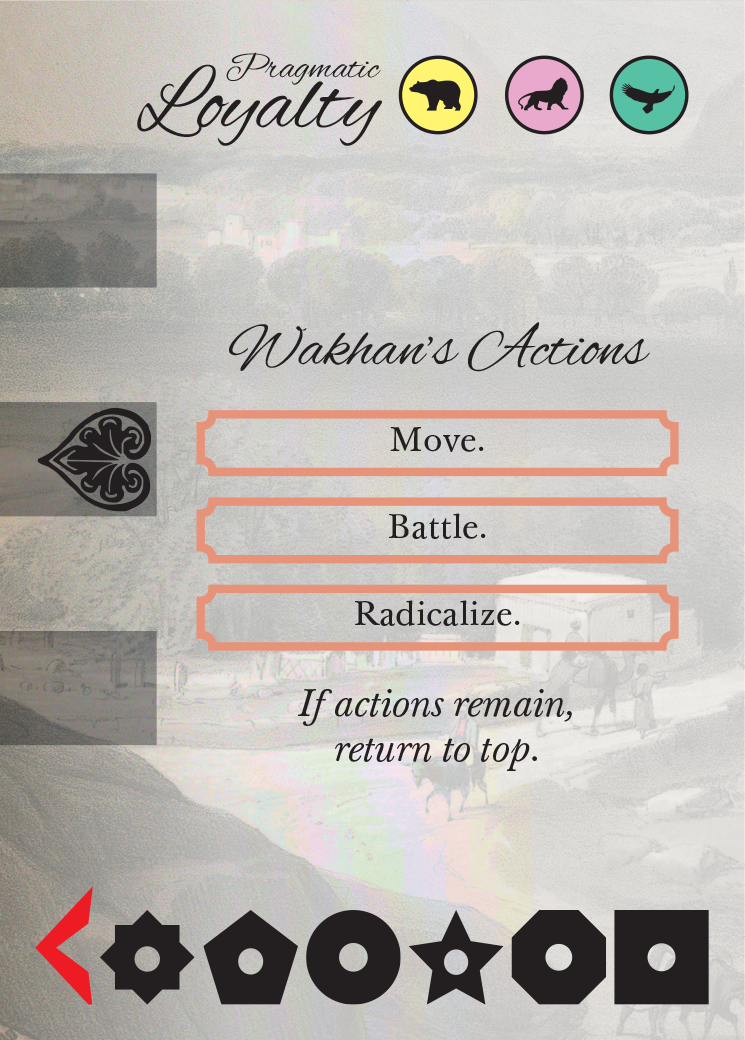 Pragmatic
Loyalty
Wakhan's Actions
Move.
Battle.
Radicalize.
If actions remain,
return to top.